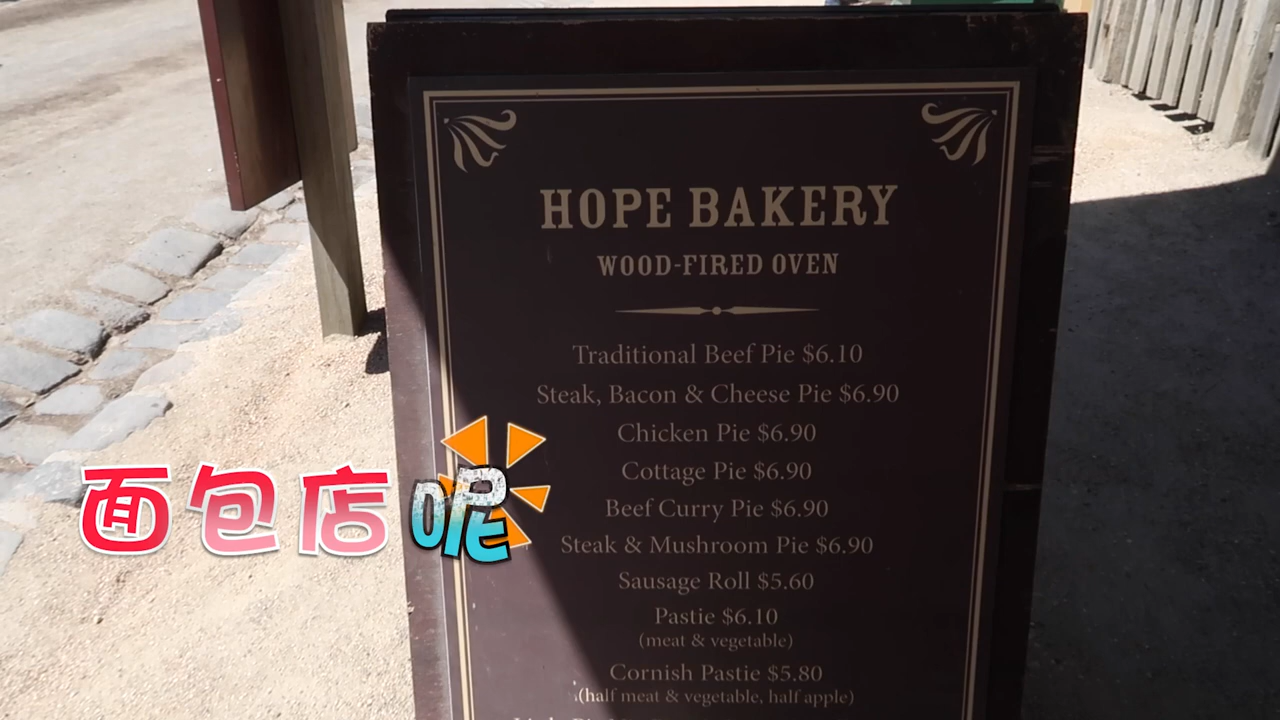 HOPE BAKERY
WOOD-FIRED OVEN
Traditional Beef Pie $6.10
Steak, Bacon & Cheese Pie $6.90
Chicken Pie $6.90
Cottage Pie $6.90
Beef Curry Pie $6.90
Steak & Mushroom Pie $6.90
Sausage Roll $5.60
Pastie $6.10
(meat & vegetable)
Cornish Pastie $5.80
(half meat & vegetable, half apple)
面包店呢